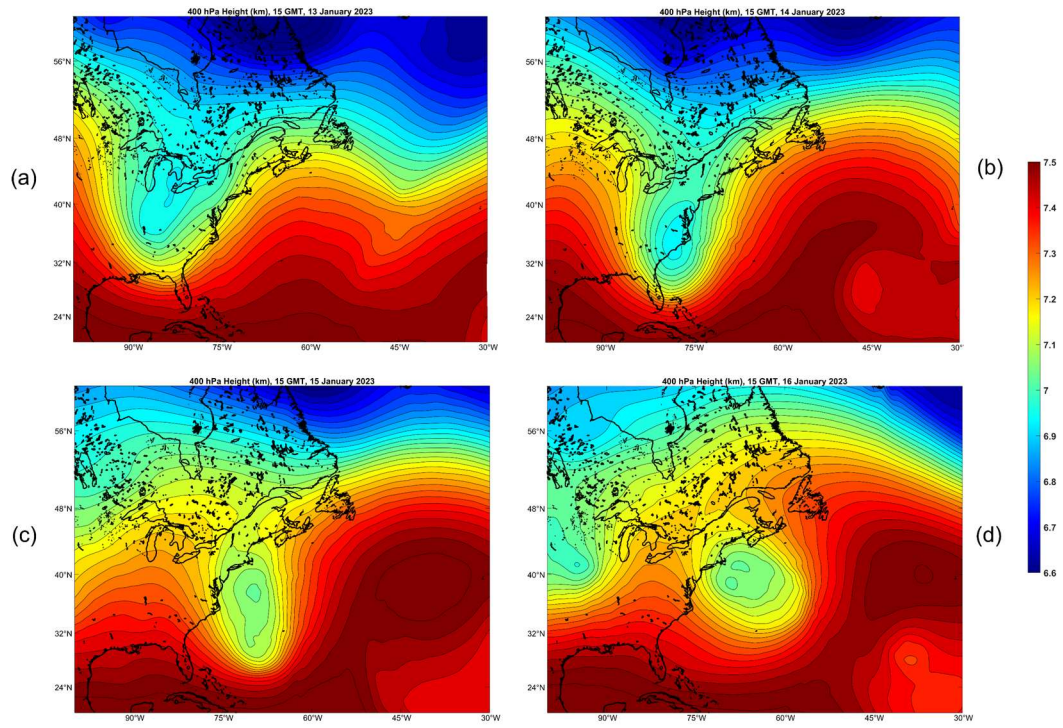 400 hPa Height (km), 15 GMT, 13 January 2023
56°N
48°N
40°N
32°N
24°N
90°W 75°W 60°W 45°W 30°W
(a)
400 hPa Height (km), 15 GMT, 14 January 2023
56°N
48°N
40°N
32°N
24°N
90°W 75°W 60°W 45°W 30°W
(b)
7.5
7.4
7.3
7.2
7.1
7
6.9
6.8
6.7
6.6
400 hPa Height (km), 15 GMT, 15 January 2023
56°N
48°N
40°N
32°N
24°N
90°W 75°W 60°W 45°W 30°W
(c)
400 hPa Height (km), 15 GMT, 16 January 2023
56°N
48°N
40°N
32°N
24°N
90°W 75°W 60°W 45°W 30°W
(d)